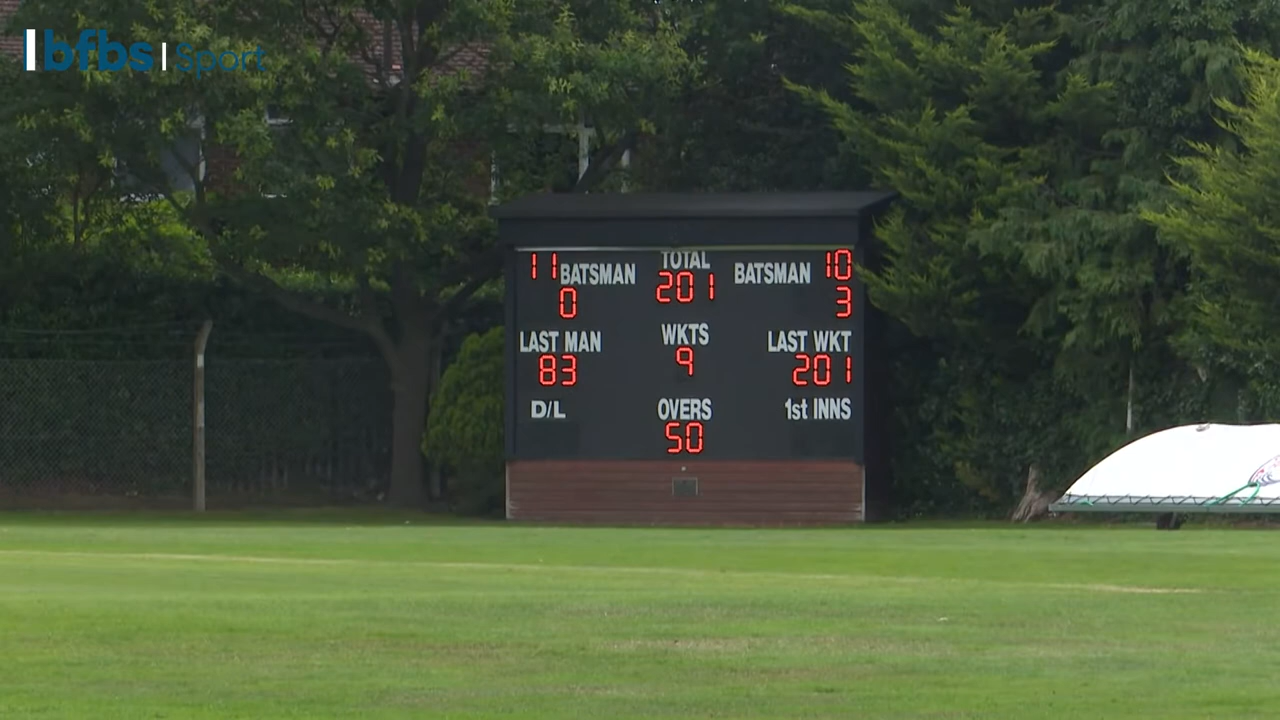 bfbs | Sport
11 BATSMAN TOTAL BATSMAN 10
0 201 3
LAST MAN WKTS LAST WKT
83 9 201
D/L OVERS 1st INNS
50